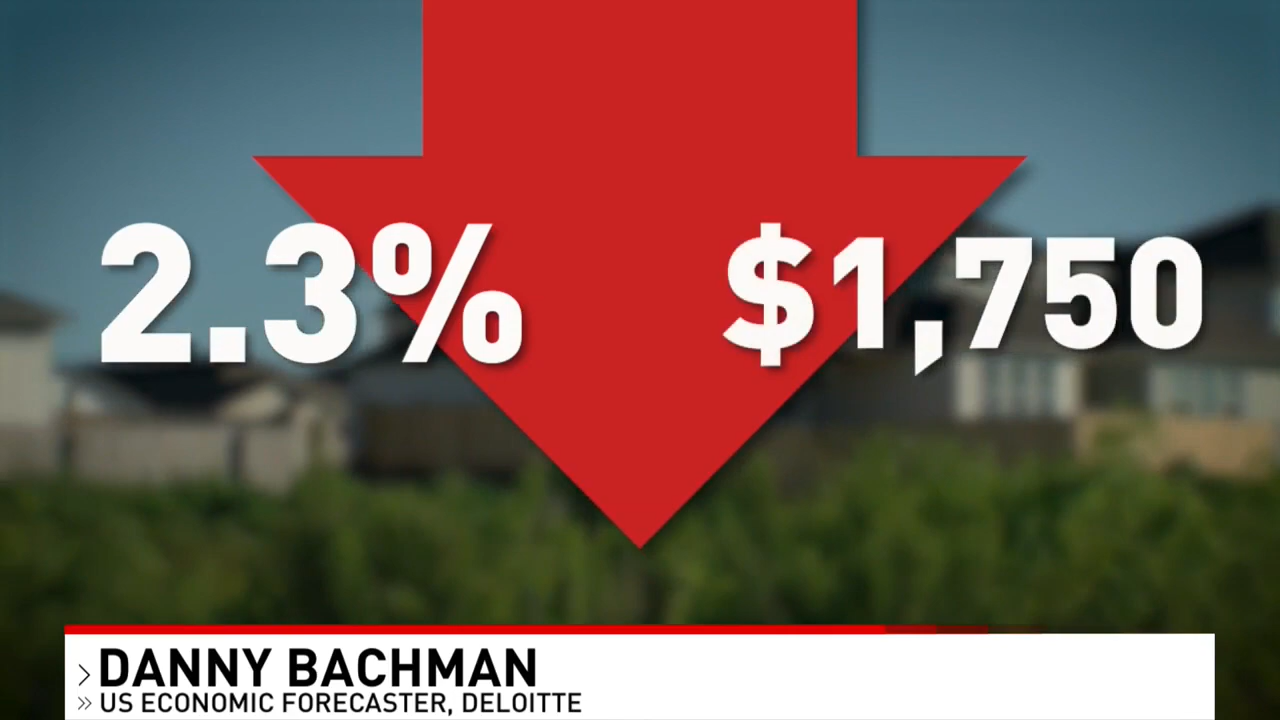 2.3% $1,750
> DANNY BACHMAN
» US ECONOMIC FORECASTER, DELOITTE